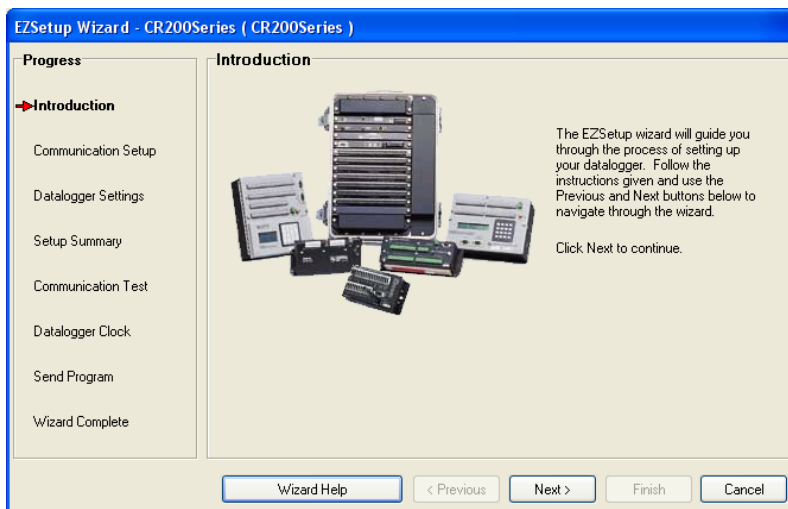 EZSetup Wizard - CR200Series ( CR200Series )
Progress
Introduction
Communication Setup
Datalogger Settings
Setup Summary
Communication Test
Datalogger Clock
Send Program
Wizard Complete
Introduction
The EZSetup wizard will guide you
through the process of setting up
your datalogger. Follow the
instructions given and use the
Previous and Next buttons below to
navigate through the wizard.
Click Next to continue.
Wizard Help
< Previous
Next >
Finish
Cancel